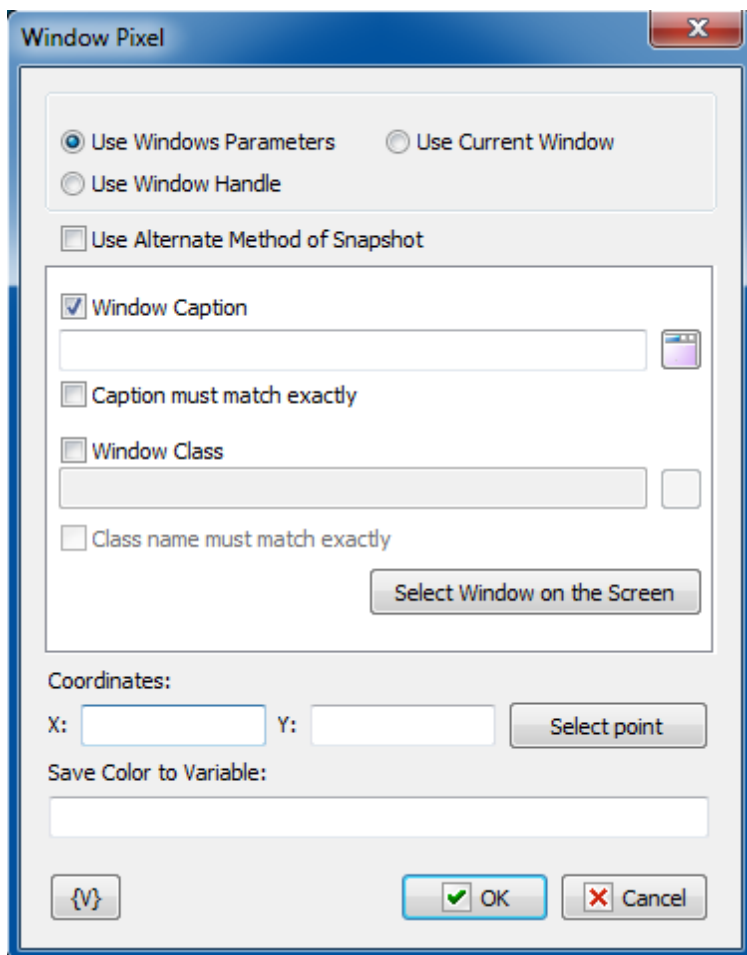 Window Pixel
Use Windows Parameters Use Current Window
Use Window Handle
Use Alternate Method of Snapshot
Window Caption
Caption must match exactly
Window Class
Class name must match exactly
Select Window on the Screen
Coordinates:
X: Y: Select point
Save Color to Variable:
{V} OK Cancel